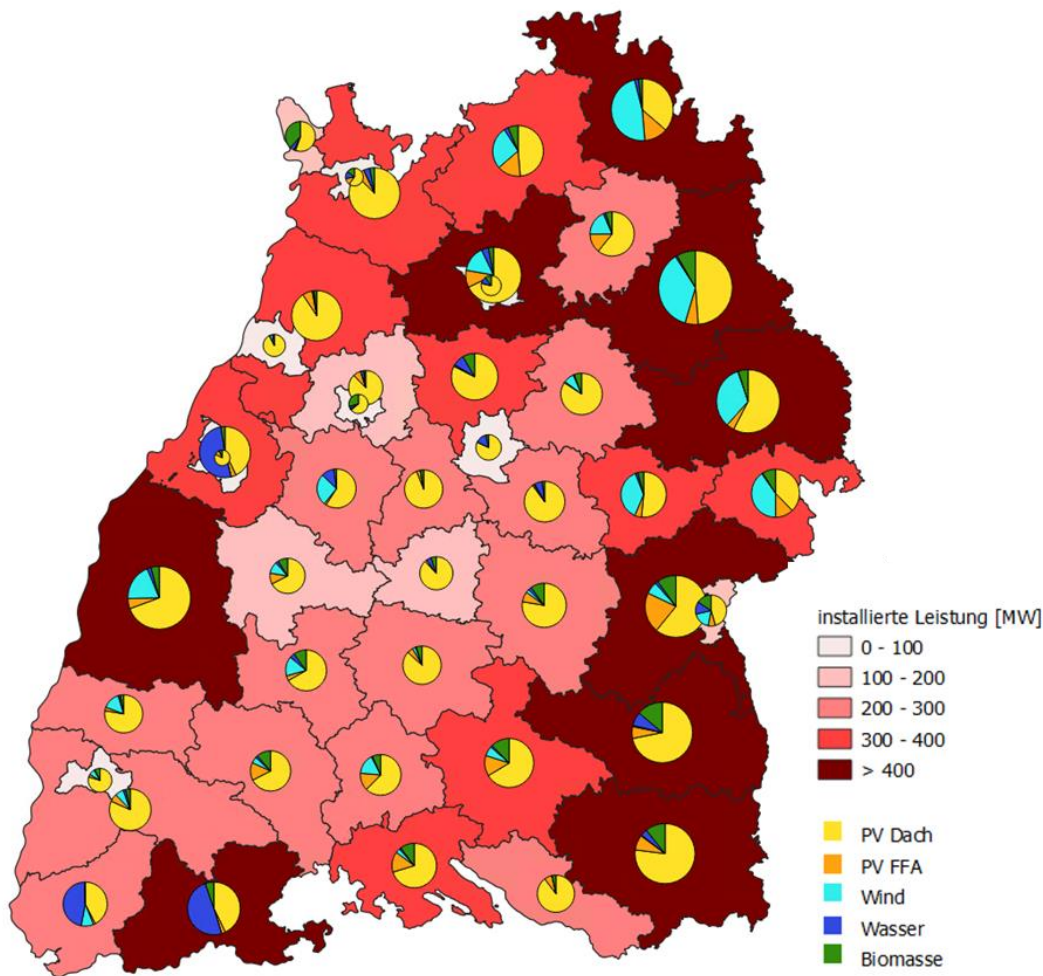 installierte Leistung [MW]
0 - 100
100 - 200
200 - 300
300 - 400
> 400
PV Dach
PV FFA
Wind
Wasser
Biomasse